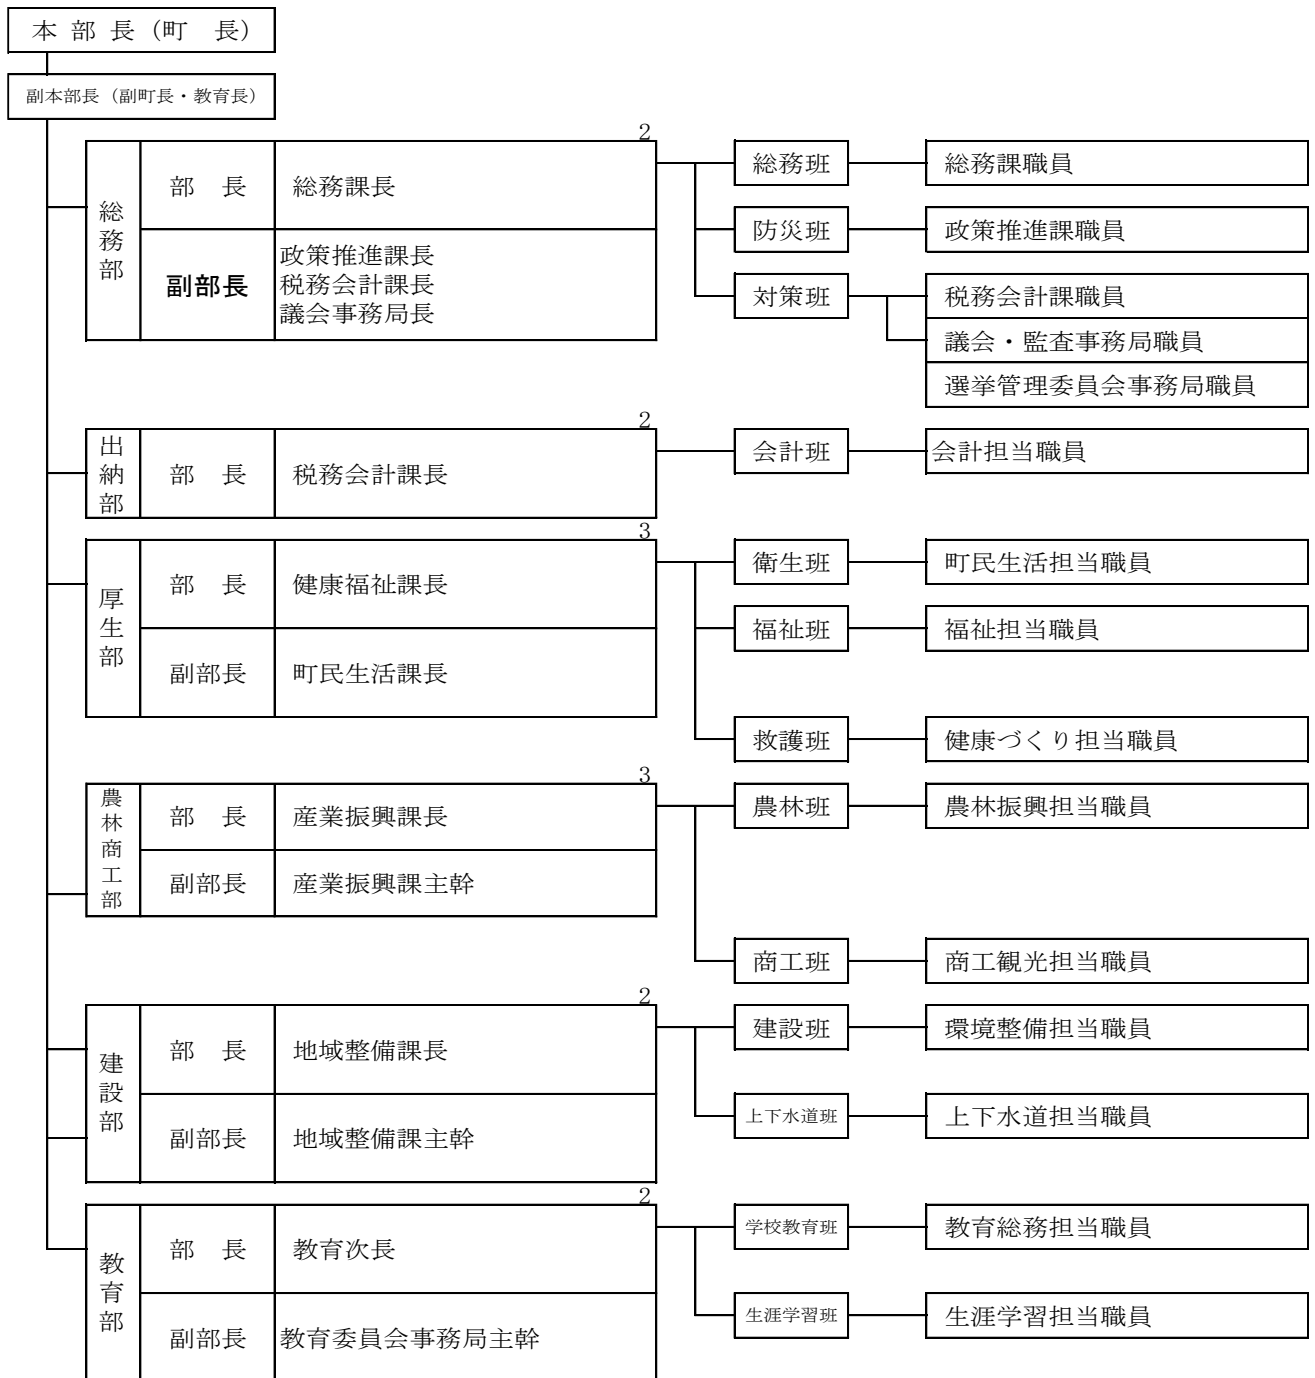 本 部 長（町　長）
副本部長（副町長・教育長）
総務部
2
部　長
総務課長
副部長
政策推進課長
税務会計課長
議会事務局長
総務班
総務課職員
防災班
政策推進課職員
対策班
税務会計課職員
議会・監査事務局職員
選挙管理委員会事務局職員
出納部
2
部　長
税務会計課長
会計班
会計担当職員
厚生部
3
部　長
健康福祉課長
副部長
町民生活課長
衛生班
町民生活担当職員
福祉班
福祉担当職員
救護班
健康づくり担当職員
農林商工部
3
部　長
産業振興課長
副部長
産業振興課主幹
農林班
農林振興担当職員
商工班
商工観光担当職員
建設部
2
部　長
地域整備課長
副部長
地域整備課主幹
建設班
環境整備担当職員
上下水道班
上下水道担当職員
教育部
2
部　長
教育次長
副部長
教育委員会事務局主幹
学校教育班
教育総務担当職員
生涯学習班
生涯学習担当職員